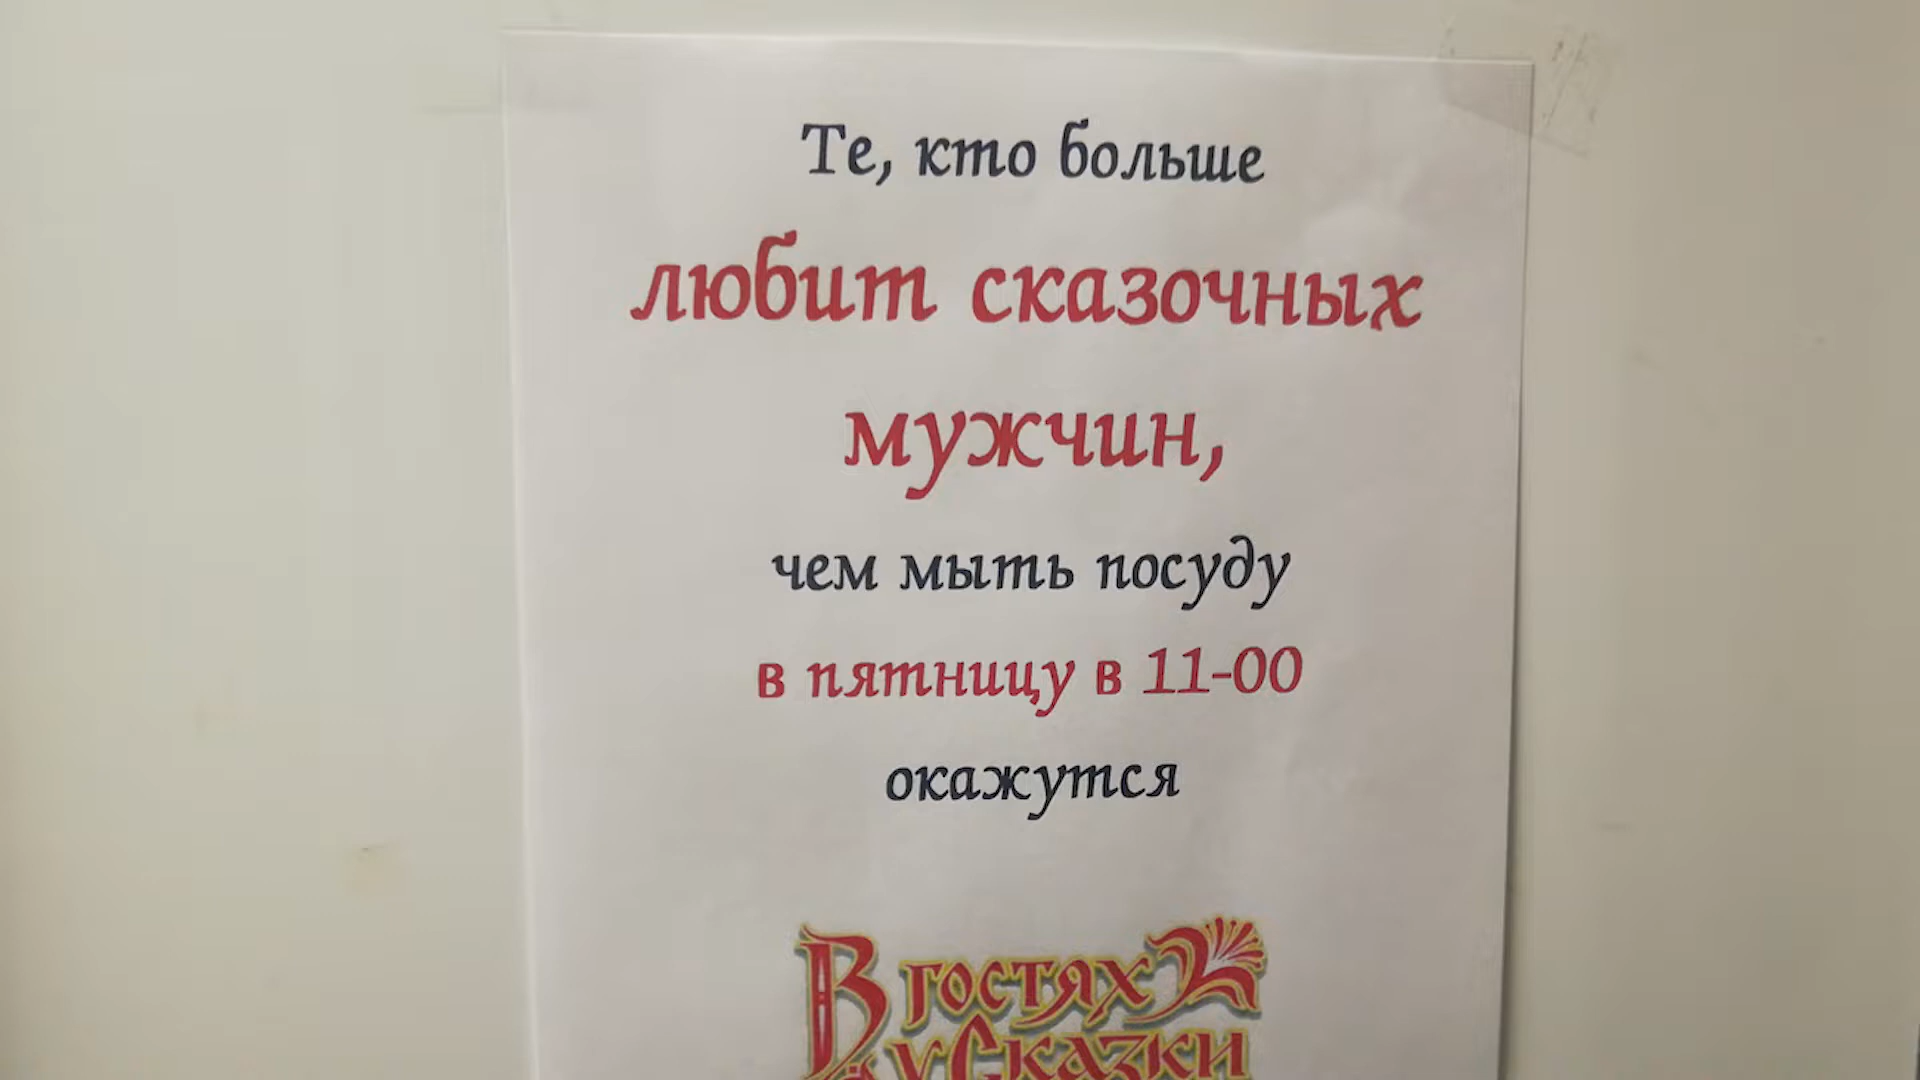 Те, кто больше
любит сказочных
мужчин,
чем мыть посуду
в пятницу в 11-00
окажутся
В гостях
у Сказки